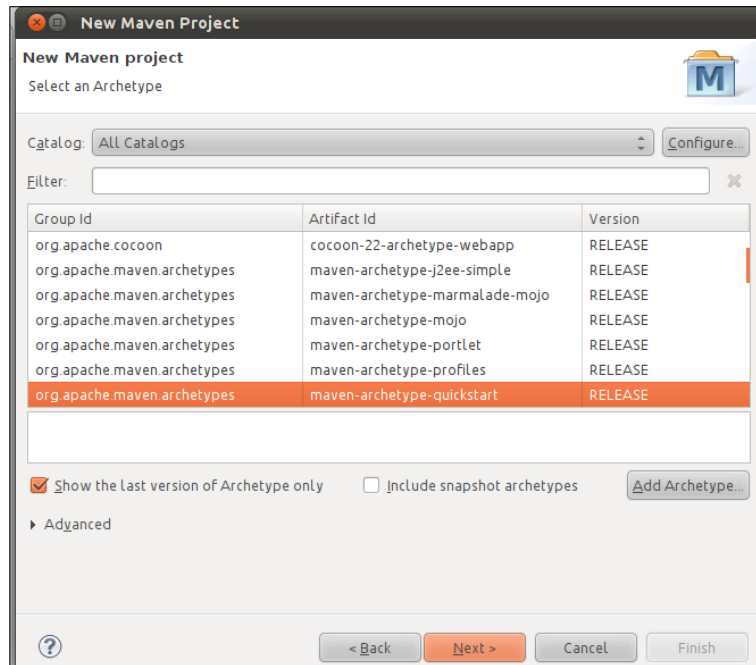 New Maven Project
New Maven project
Select an Archetype
M
Catalog: All Catalogs Configure...
Filter:
Group Id Artifact Id Version
org.apache.cocoon cocoon-22-archetype-webapp RELEASE
org.apache.maven.archetypes maven-archetype-j2ee-simple RELEASE
org.apache.maven.archetypes maven-archetype-marmalade-mojo RELEASE
org.apache.maven.archetypes maven-archetype-mojo RELEASE
org.apache.maven.archetypes maven-archetype-portlet RELEASE
org.apache.maven.archetypes maven-archetype-profiles RELEASE
org.apache.maven.archetypes maven-archetype-quickstart RELEASE
Show the last version of Archetype only Include snapshot archetypes Add Archetype...
Advanced
? < Back Next > Cancel Finish